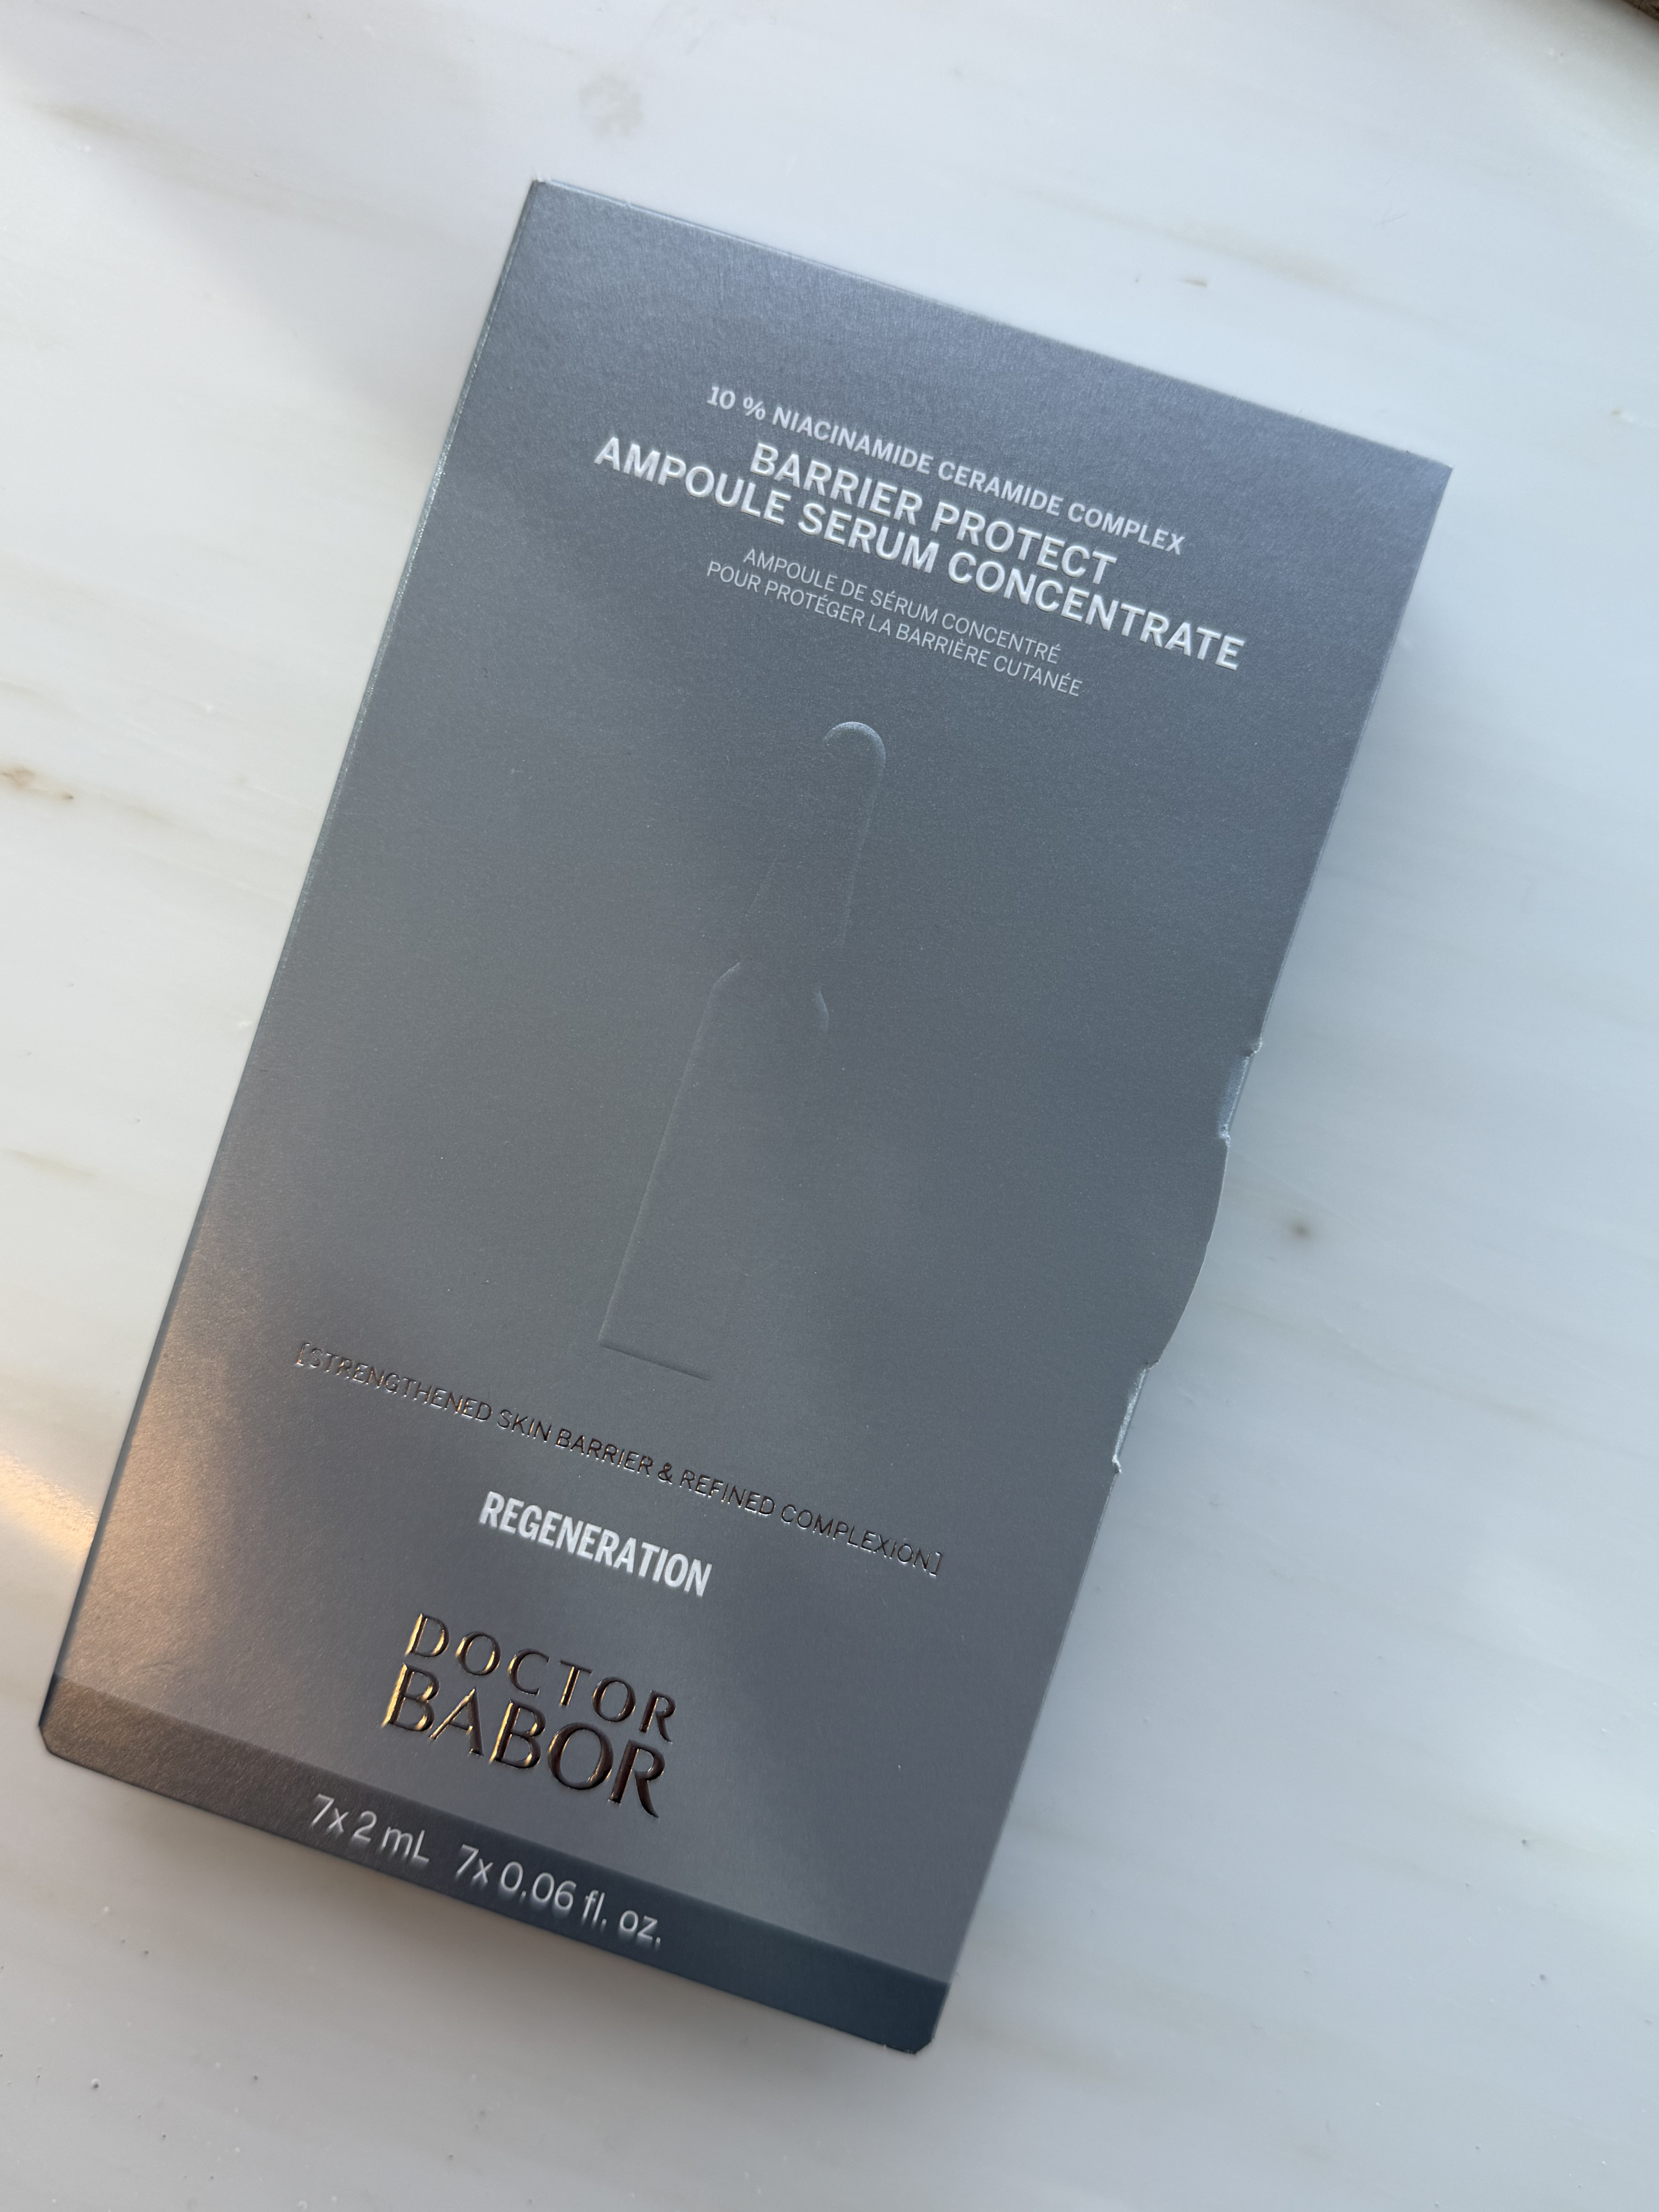 10 % NIACINAMIDE CERAMIDE COMPLEX
BARRIER PROTECT
AMPOULE SERUM CONCENTRATE
AMPOULE DE SÉRUM CONCENTRÉ
POUR PROTÉGER LA BARRIÈRE CUTANÉE
[STRENGTHENED SKIN BARRIER & REFINED COMPLEXION]
REGENERATION
DOCTOR
BABOR
7x 2 mL 7x 0.06 fl. oz.